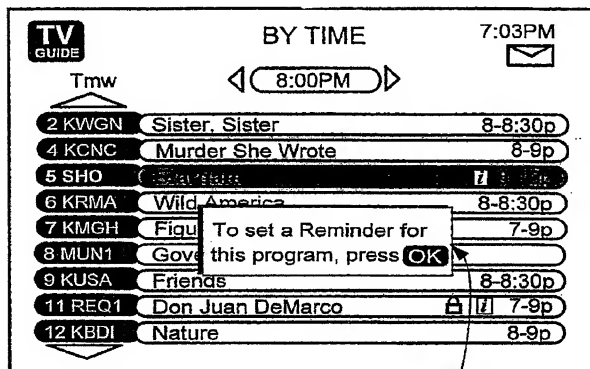 TV GUIDE
BY TIME
7:03PM
Tmw
8:00PM
2 KWGN Sister, Sister 8-8:30p
4 KCNC Murder She Wrote 8-9p
5 SHO i
6 KRMA Wild America 8-8:30p
7 KMGH Figu 7-9p
8 MUN1 Gove
9 KUSA Friends 8-8:30p
11 REQ1 Don Juan DeMarco i 7-9p
12 KBDI Nature 8-9p
To set a Reminder for
this program, press OK